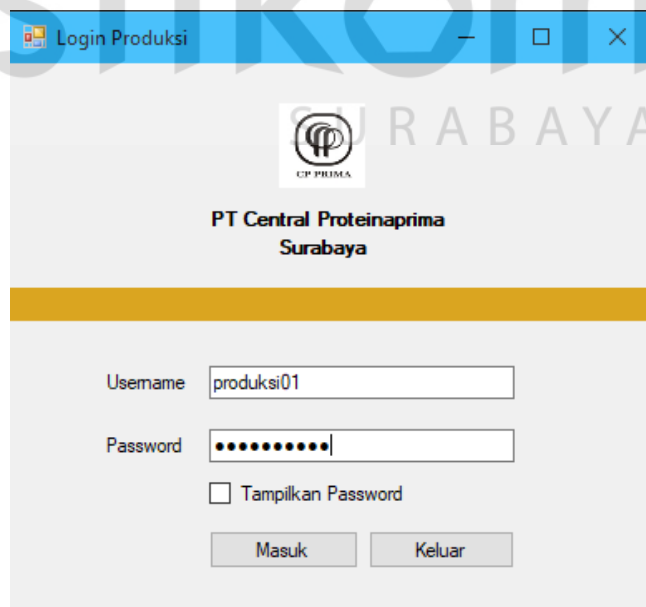 Login Produksi
SURABAYA
CP PRIMA
PT Central Proteinaprima
Surabaya
Username
produksi01
Password
••••••••••
Tampilkan Password
Masuk
Keluar